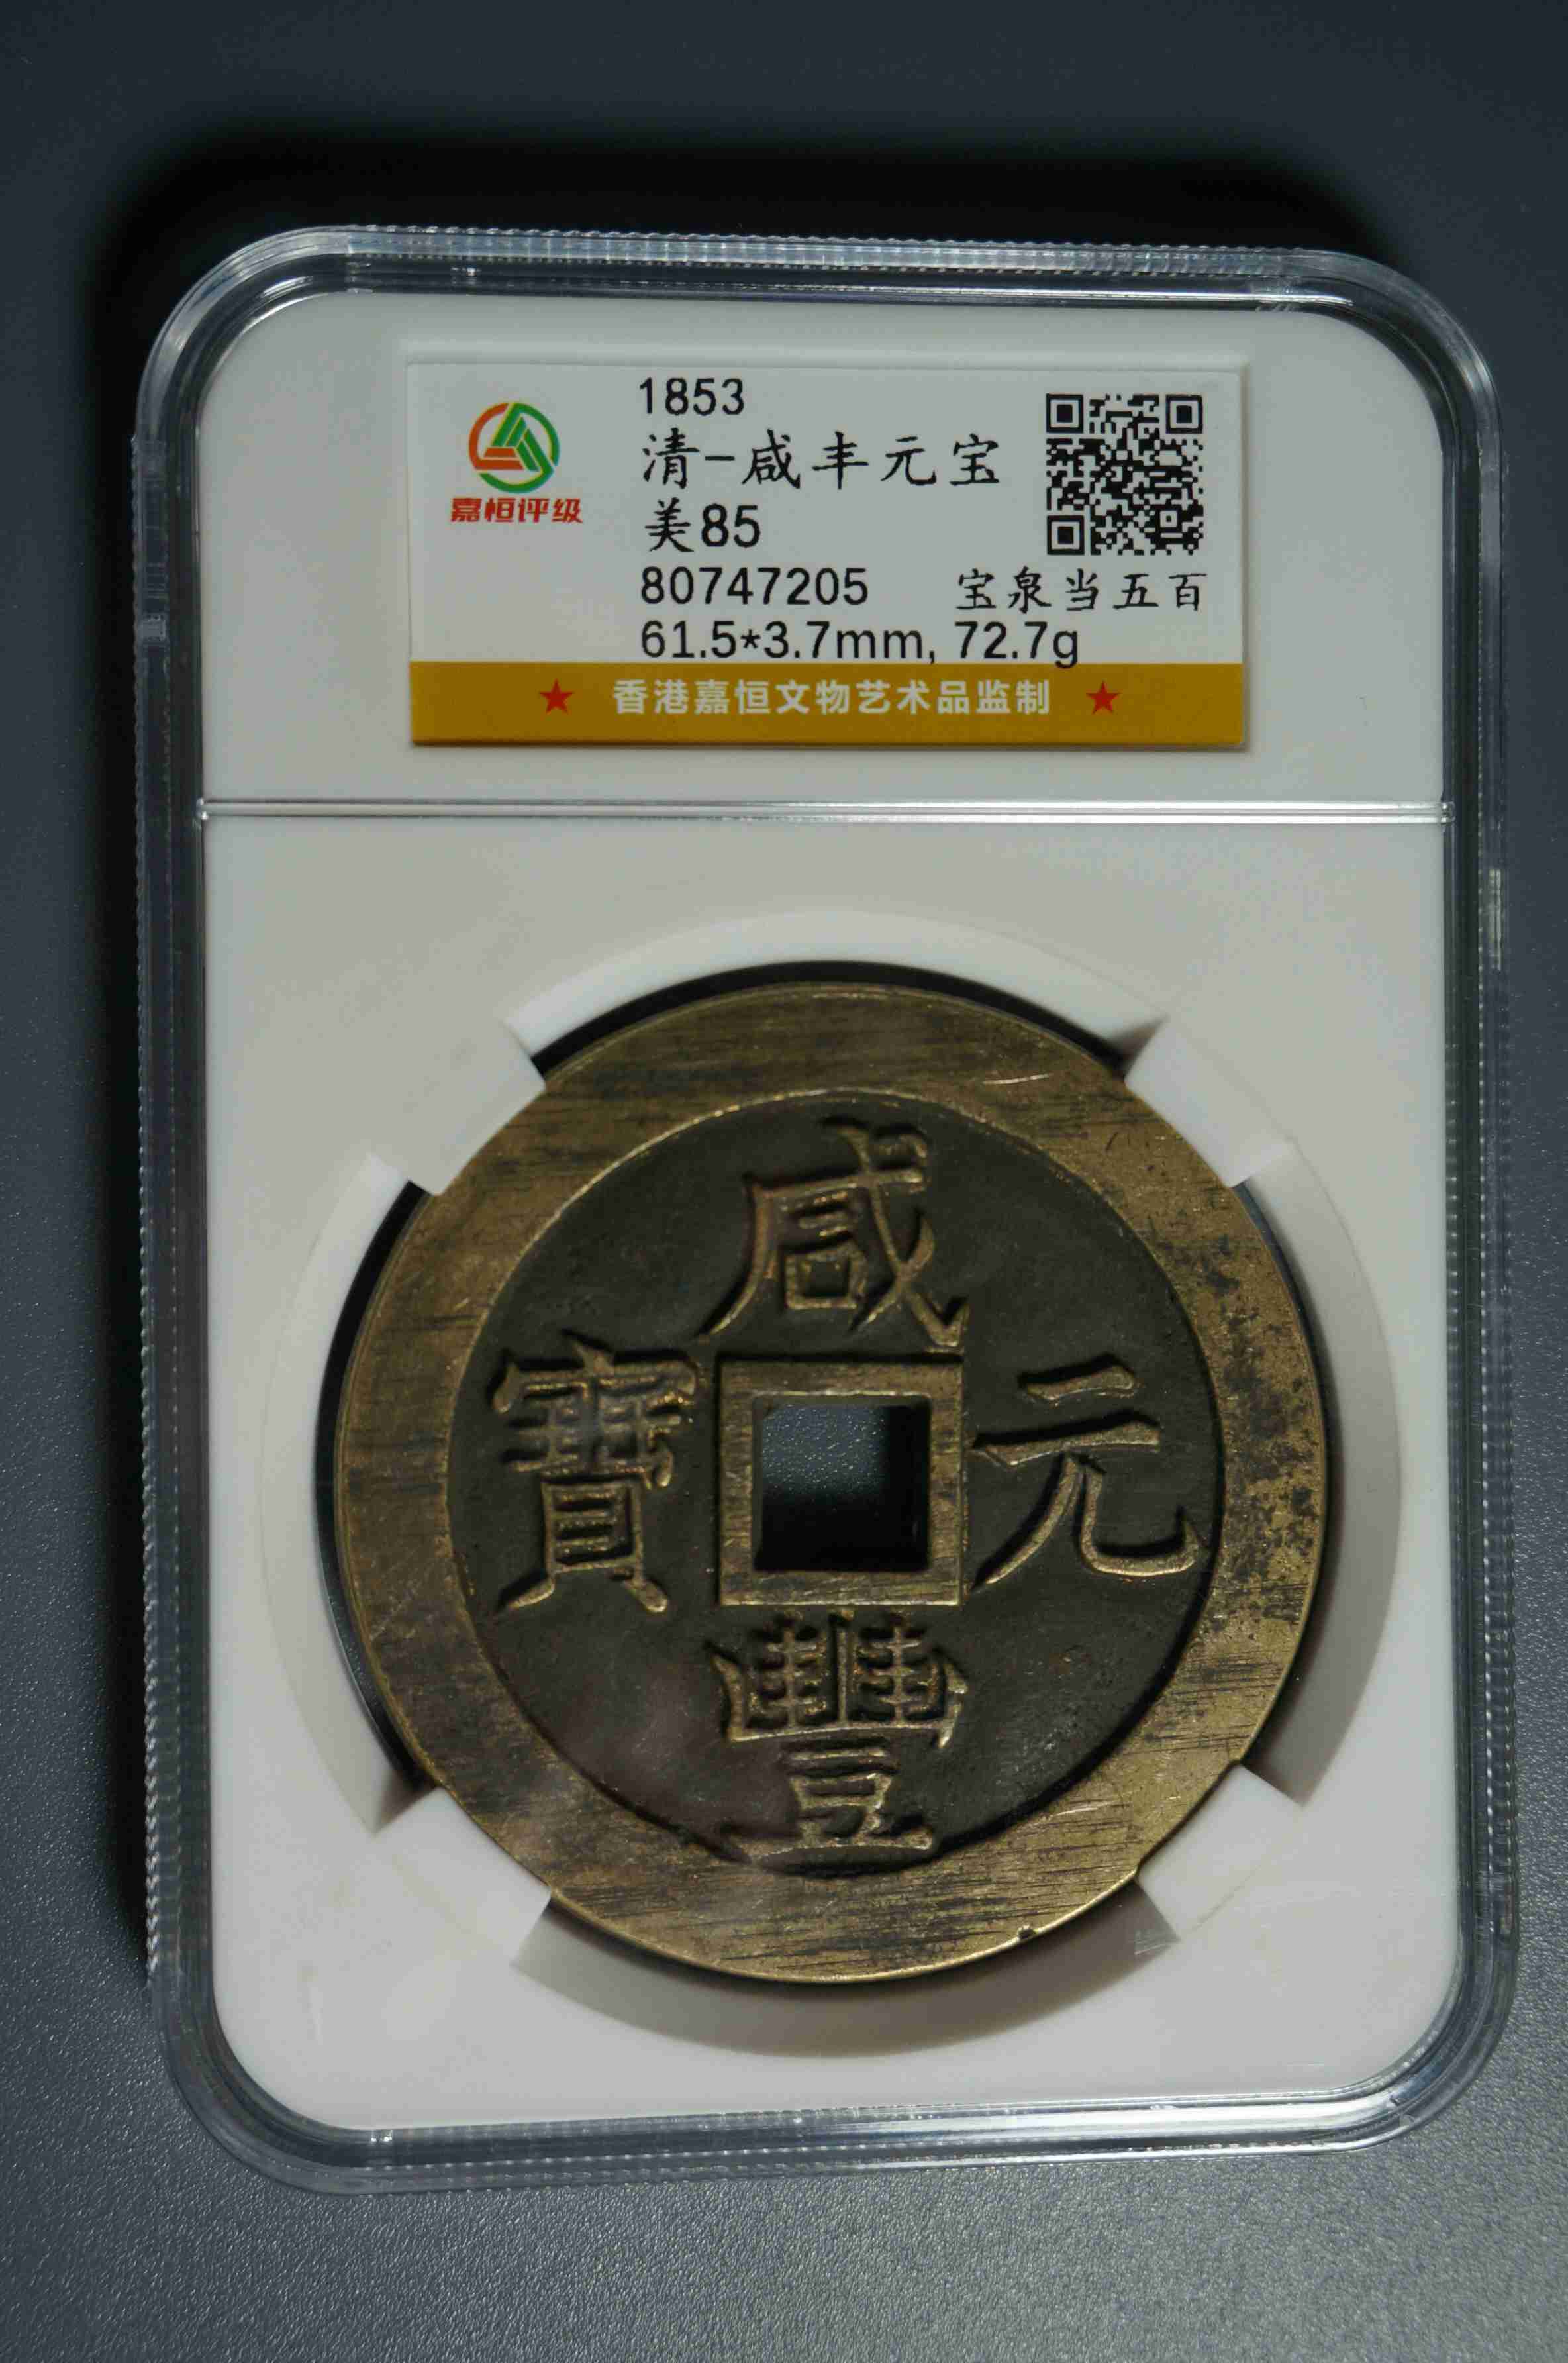 1853
清-咸丰元宝
美85
嘉恒评级
80747205 宝泉当五百
61.5*3.7mm, 72.7g
★ 香港嘉恒文物艺术品监制 ★
咸
元
寶
豐